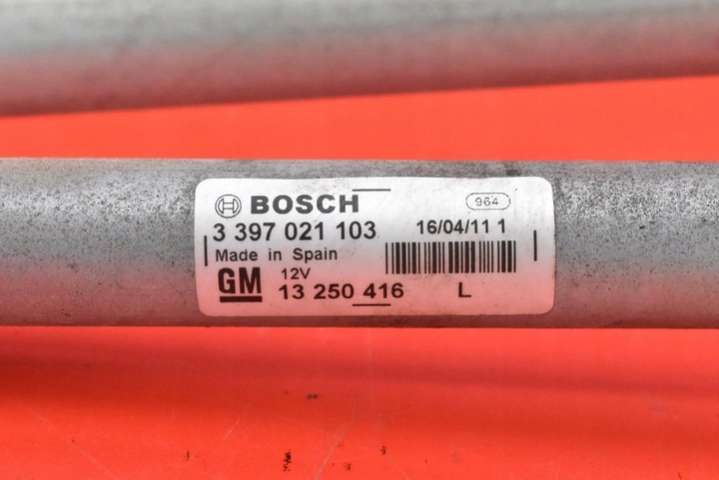 BOSCH 964
3 397 021 103 16/04/11 1
Made in Spain
GM 12V
13 250 416 L